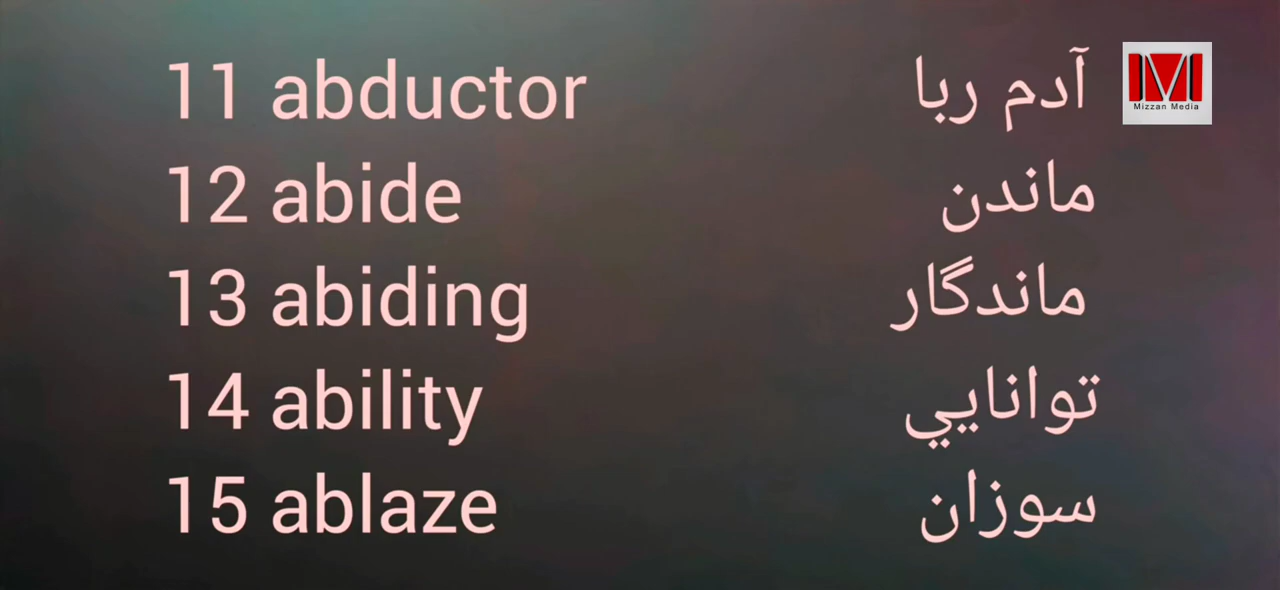 11 abductor آدم ربا
12 abide ماندن
13 abiding ماندگار
14 ability توانايي
15 ablaze سوزان
M
Mizzan Media